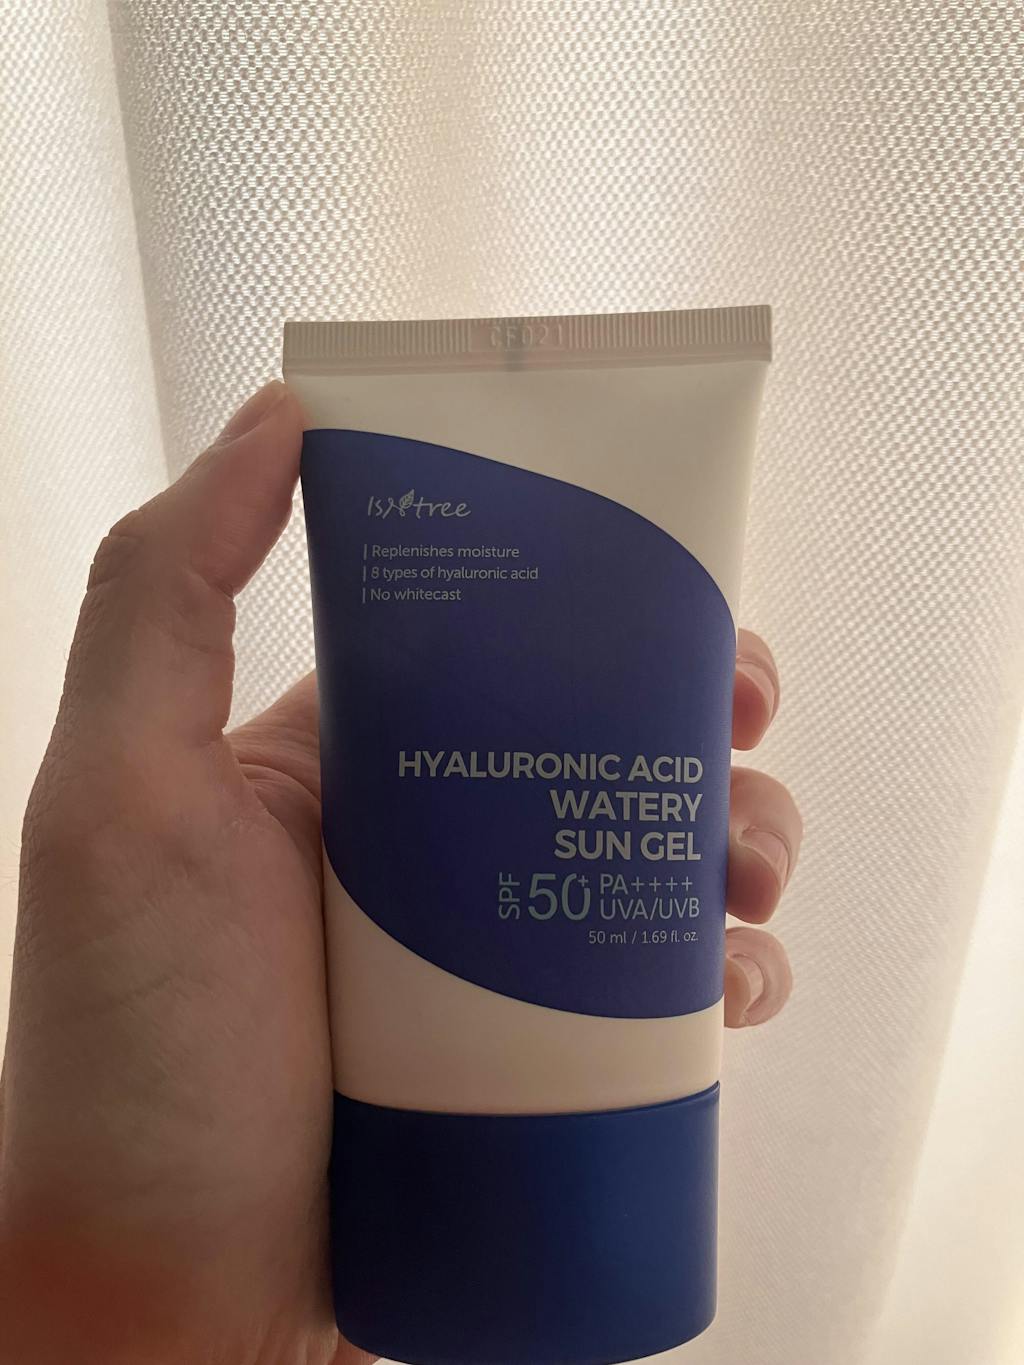 CF021
Isntree
Replenishes moisture
8 types of hyaluronic acid
No whitecast
HYALURONIC ACID
WATERY
SUN GEL
SPF 50+ PA++++
UVA/UVB
50 ml / 1.69 fl. oz.